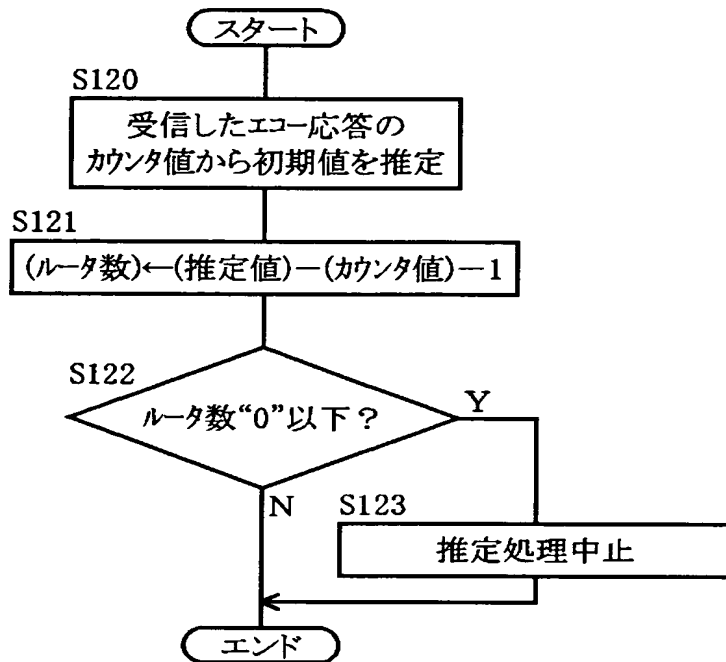 スタート
S120
受信したエコー応答の
カウンタ値から初期値を推定
S121
(ルータ数)←(推定値)−(カウンタ値)−1
S122
ルータ数“0”以下？
Y
N
S123
推定処理中止
エンド